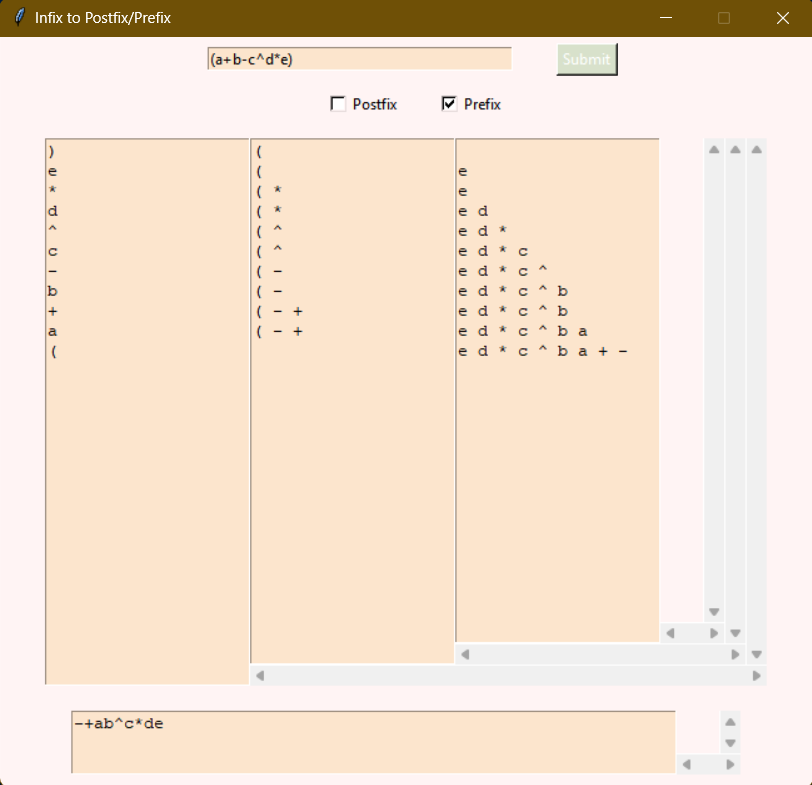 Infix to Postfix/Prefix
(a+b-c^d*e)
Submit
Postfix
Prefix
)
e
*
d
^
c
-
b
+
a
(
(
(
( *
( *
( ^
( ^
( -
( -
( - +
( - +
e
e
e d
e d *
e d * c
e d * c ^
e d * c ^ b
e d * c ^ b
e d * c ^ b a
e d * c ^ b a + -
-+ab^c*de